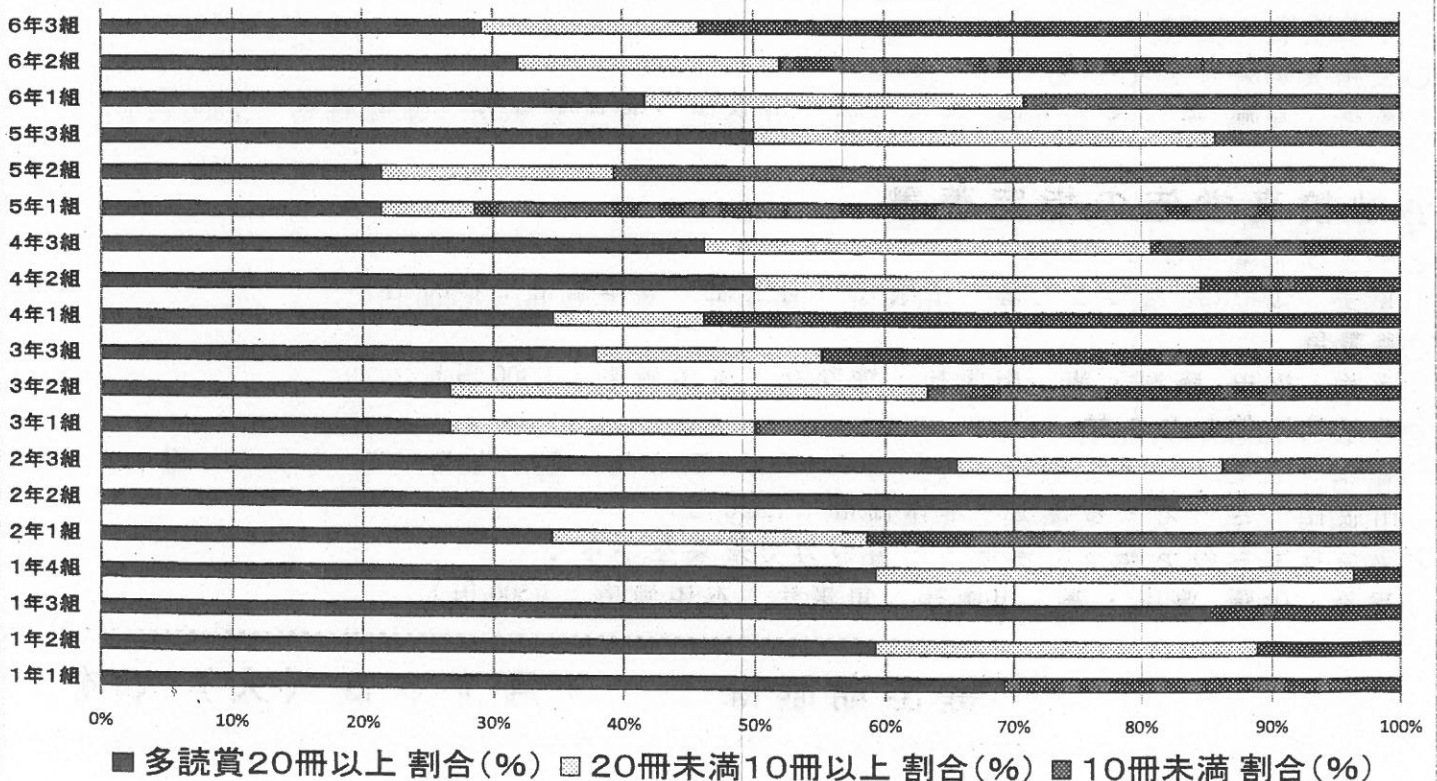 6年3組
6年2組
6年1組
5年3組
5年2組
5年1組
4年3組
4年2組
4年1組
3年3組
3年2組
3年1組
2年3組
2年2組
2年1組
1年4組
1年3組
1年2組
1年1組
0% 10% 20% 30% 40% 50% 60% 70% 80% 90% 100%
■ 多読賞20冊以上 割合(%) 20冊未満10冊以上 割合(%) ■ 10冊未満 割合(%)